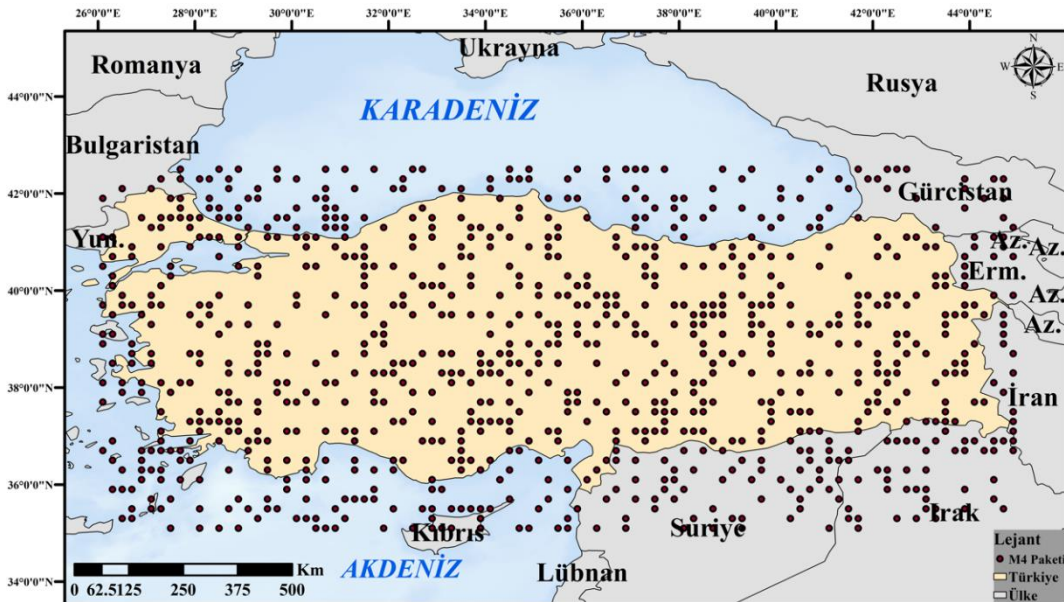 26°0'0"E 28°0'0"E 30°0'0"E 32°0'0"E 34°0'0"E 36°0'0"E 38°0'0"E 40°0'0"E 42°0'0"E 44°0'0"E
Ukrayna
N
Romanya
W E
Rusya
S
44°0'0"N
KARADENİZ
Bulgaristan
42°0'0"N
Gürcistan
Yun.
Az. Az.
Erm.
40°0'0"N
Az.
Az.
38°0'0"N
İran
36°0'0"N
Kıbrıs
Suriye
Irak
Lejant
M4 Paketi
AKDENİZ
Lübnan
Km
Türkiye
34°0'0"N
0 62.5125 250 375 500
Ülke